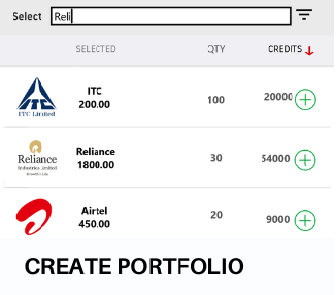 Select Reli
SELECTED QTY CREDITS
ITC
200.00 100 20000
ITC Limited
Reliance
Industries Limited
Growth is Life
Reliance
1800.00 30 54000
Airtel
450.00 20 9000
CREATE PORTFOLIO